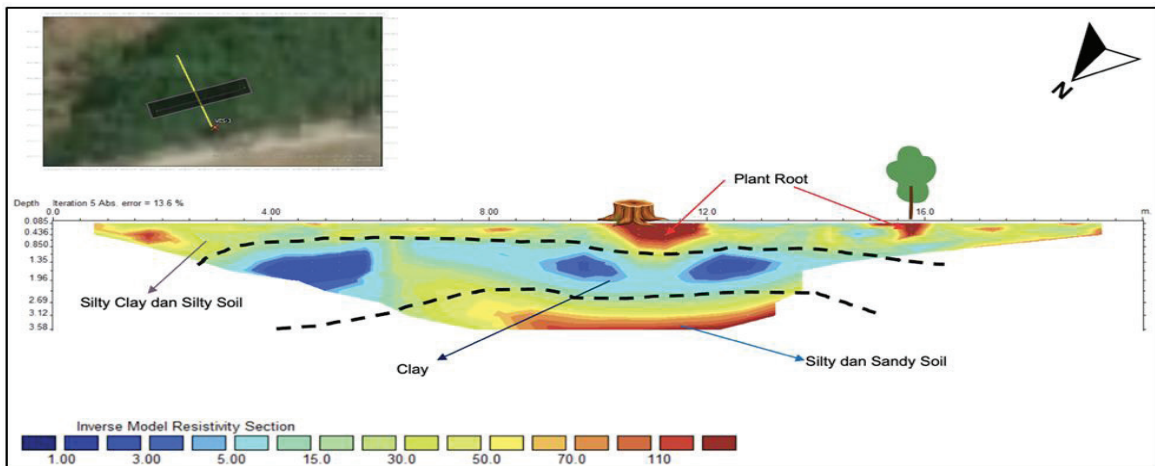 VES 1
N
Plant Root
Depth Iteration 5 Abs. error = 13.6 %
0.0 4.00 8.00 12.0 16.0 m.
0.085
0.436
0.850
1.35
1.96
2.69
3.12
3.58
Silty Clay dan Silty Soil
Clay
Silty dan Sandy Soil
Inverse Model Resistivity Section
1.00 3.00 5.00 15.0 30.0 50.0 70.0 110